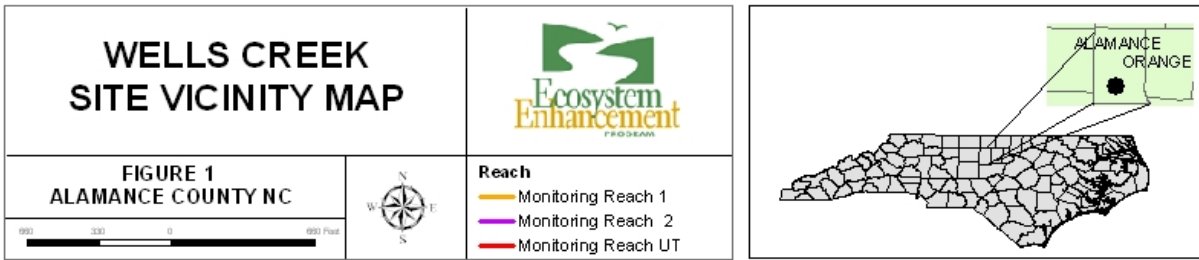 WELLS CREEK
SITE VICINITY MAP
Ecosystem
Enhancement
PROGRAM
FIGURE 1
ALAMANCE COUNTY NC
660 330 0 660 Feet
N
W E
S
Reach
Monitoring Reach 1
Monitoring Reach 2
Monitoring Reach UT
ALAMANCE
ORANGE